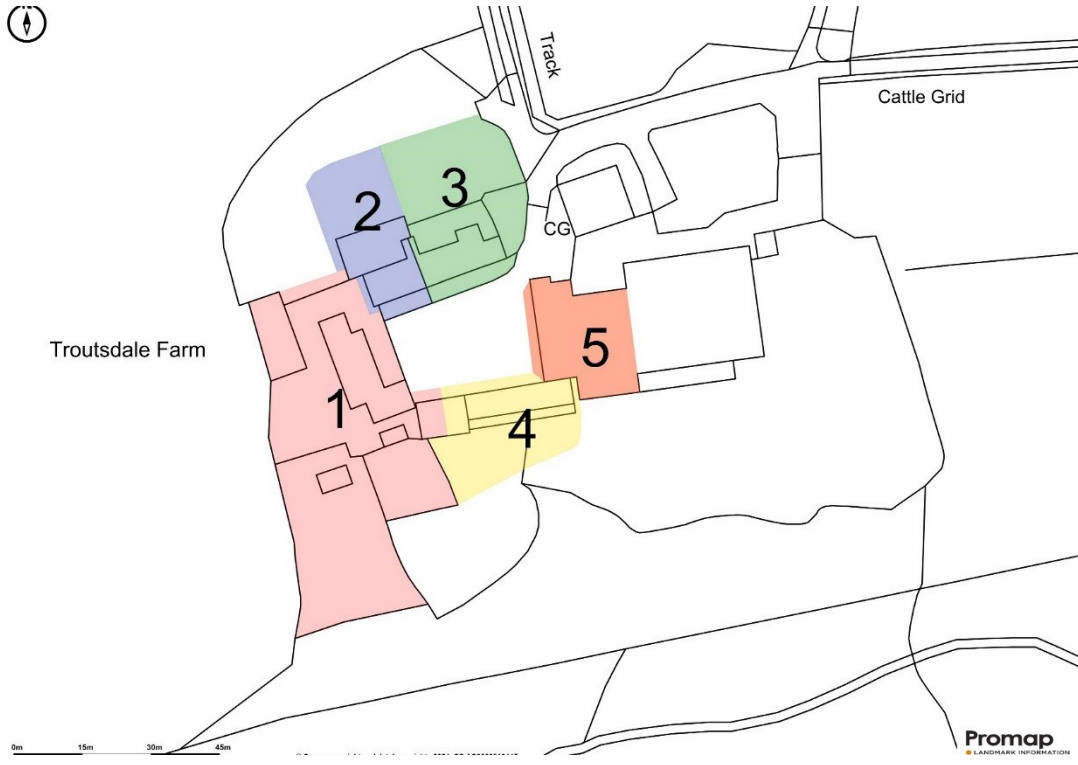 Track
Cattle Grid
2
3
CG
Troutsdale Farm
5
1
4
0m 15m 30m 45m
Promap
LANDMARK INFORMATION